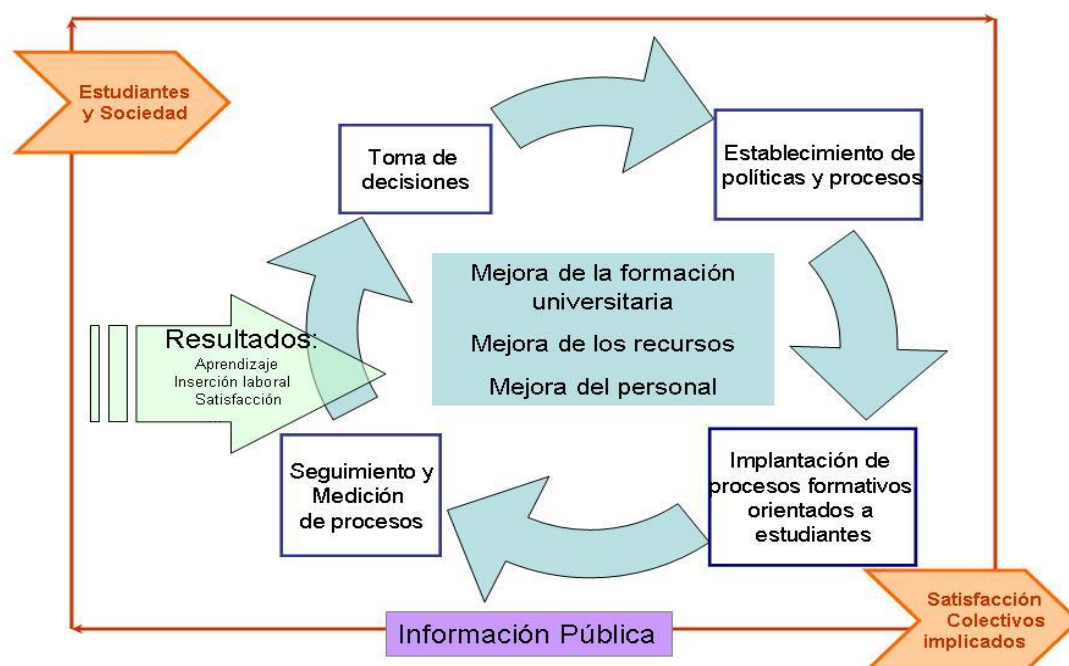 Estudiantes
y Sociedad
Toma de
decisiones
Establecimiento de
políticas y procesos
Mejora de la formación
universitaria
Mejora de los recursos
Mejora del personal
Resultados:
Aprendizaje
Inserción laboral
Satisfacción
Seguimiento y
Medición
de procesos
Implantación de
procesos formativos
orientados a
estudiantes
Información Pública
Satisfacción
Colectivos
implicados